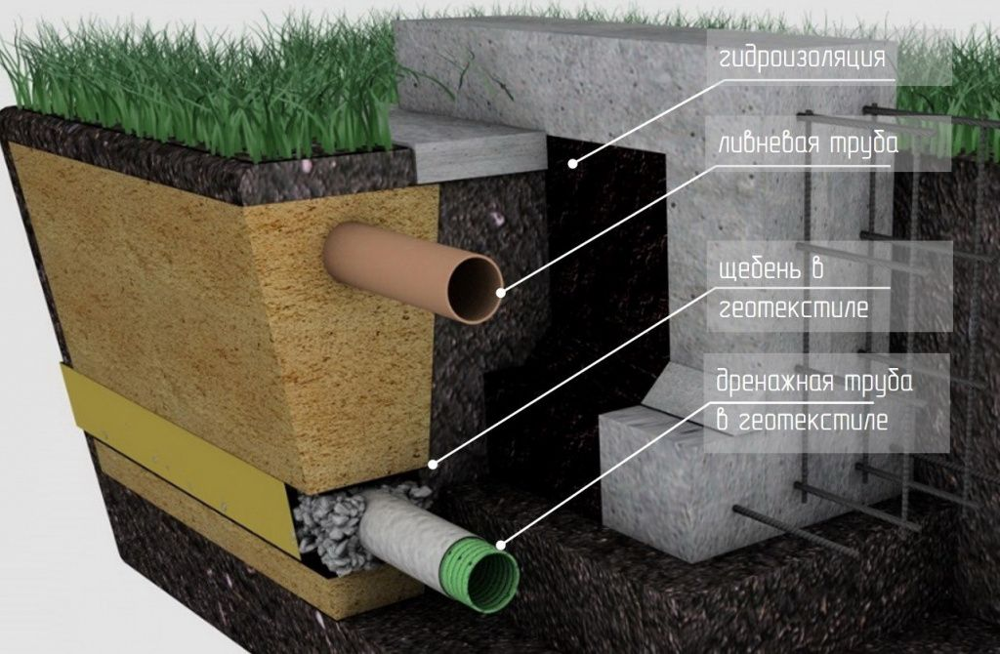 гидроизоляция
ливневая труба
щебень в
геотекстиле
дренажная труба
в геотекстиле